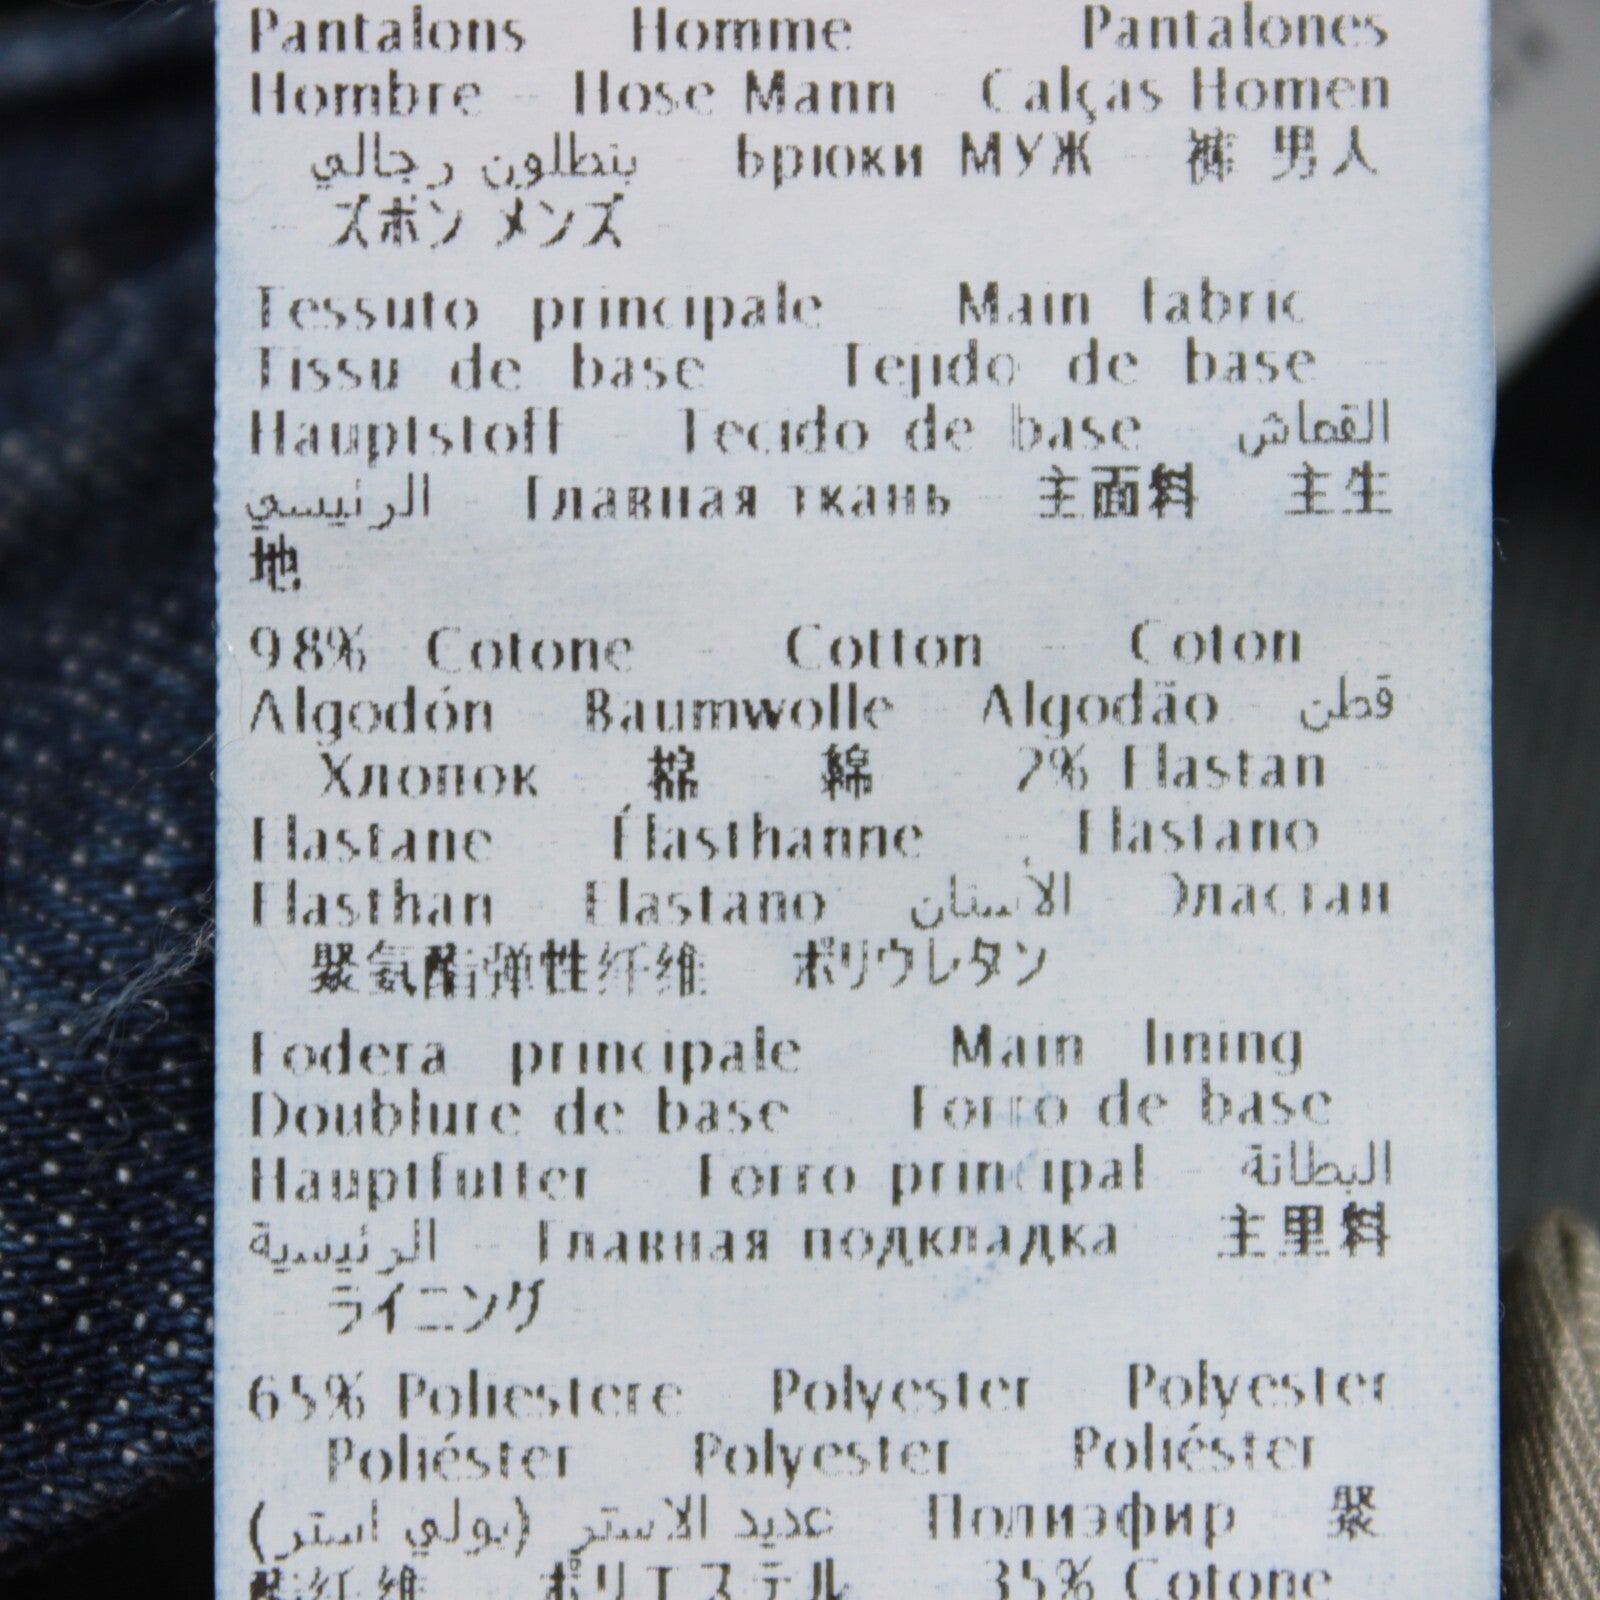 Pantalons Homme Pantalones
Hombre - Hose Mann - Calças Homen
بنطلون رجالي - Брюки МУЖ - 裤 男人
ズボン メンズ
Tessuto principale - Main fabric
Tissu de base - Tejido de base
Hauptstoff - Tecido de base - القماش
الرئيسي - Главная ткань - 主面料 - 主生
地
98% Cotone - Cotton - Coton
Algodón - Baumwolle - Algodão - قطن
Хлопок - 棉 - 綿 - 2% Elastan
Elastane - Élasthanne - Elastano
Elasthan - Elastano - الأستان - Эластан
聚氨酯弹性纤维 - ポリウレタン
Fodera principale - Main lining
Doublure de base - Forro de base
Hauptfutter - Forro principal - البطانة
الرئيسية - Главная подкладка - 主里料
ライニング
65% Poliestere - Polyester - Polyester
Poliéster - Polyester - Poliéster
عديد الاستر (بولي استر) - Полиэфир - 聚
酯纤维 - ポリエステル - 35% Cotone